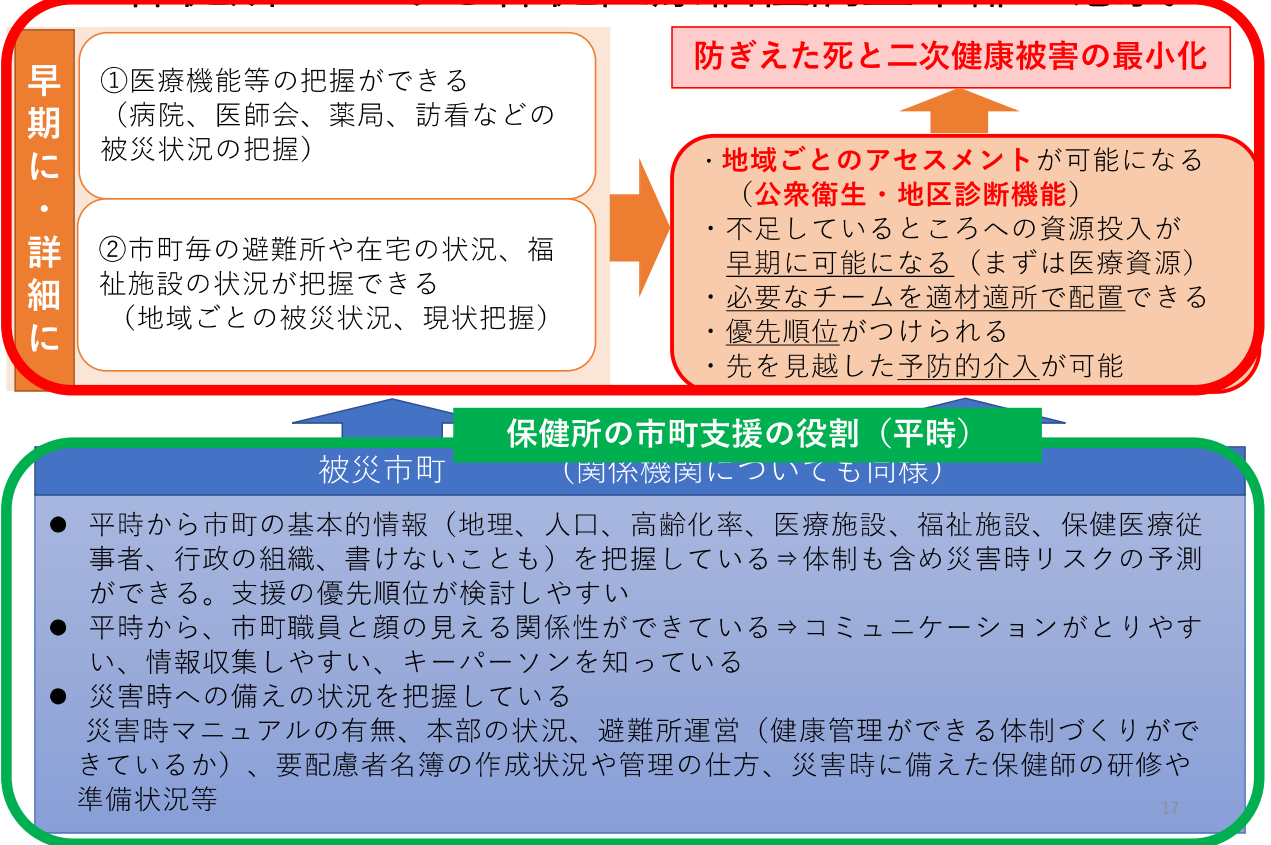 早期に・詳細に
①医療機能等の把握ができる
（病院、医師会、薬局、訪看などの
被災状況の把握）
②市町毎の避難所や在宅の状況、福
祉施設の状況が把握できる
（地域ごとの被災状況、現状把握）
防ぎえた死と二次健康被害の最小化
・地域ごとのアセスメントが可能になる
（公衆衛生・地区診断機能）
・不足しているところへの資源投入が
早期に可能になる（まずは医療資源）
・必要なチームを適材適所で配置できる
・優先順位がつけられる
・先を見越した予防的介入が可能
保健所の市町支援の役割（平時）
被災市町　　　（関係機関についても同様）
● 平時から市町の基本的情報（地理、人口、高齢化率、医療施設、福祉施設、保健医療従
事者、行政の組織、書けないことも）を把握している⇒体制も含め災害時リスクの予測
ができる。支援の優先順位が検討しやすい
● 平時から、市町職員と顔の見える関係性ができている⇒コミュニケーションがとりやす
い、情報収集しやすい、キーパーソンを知っている
● 災害時への備えの状況を把握している
災害時マニュアルの有無、本部の状況、避難所運営（健康管理ができる体制づくりがで
きているか）、要配慮者名簿の作成状況や管理の仕方、災害時に備えた保健師の研修や
準備状況等
17